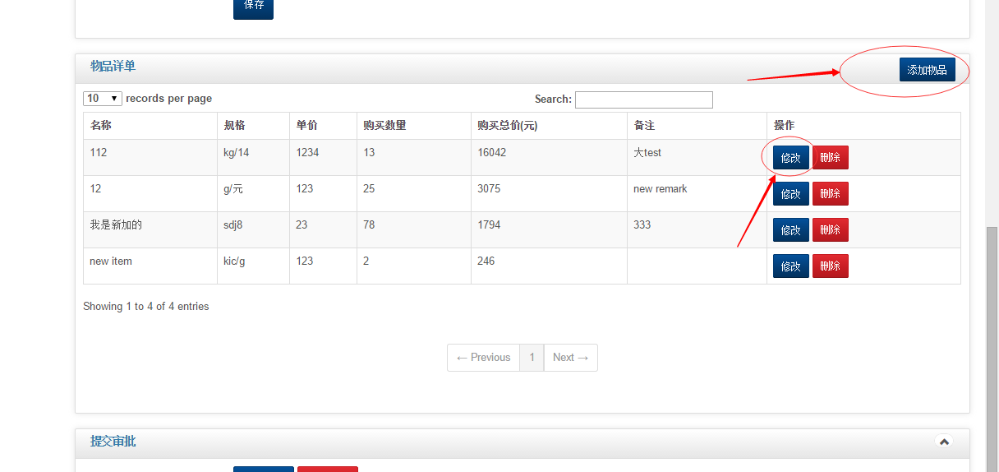 保存
物品详单
添加物品
10 records per page
Search:
名称 规格 单价 购买数量 购买总价(元) 备注 操作
112 kg/14 1234 13 16042 大test 修改 删除
12 g/元 123 25 3075 new remark 修改 删除
我是新加的 sdj8 23 78 1794 333 修改 删除
new item kic/g 123 2 246 修改 删除
Showing 1 to 4 of 4 entries
← Previous 1 Next →
提交审批